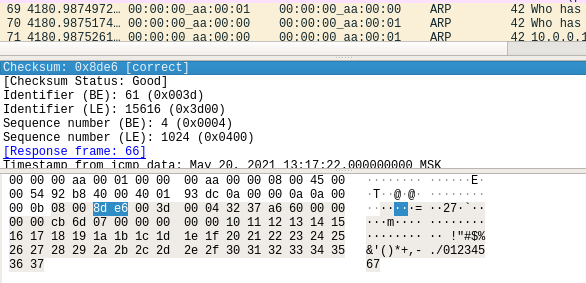 69 4180.9874972… 00:00:00_aa:00:01 00:00:00_aa:00:00 ARP 42 Who has
70 4180.9875174… 00:00:00_aa:00:00 00:00:00_aa:00:01 ARP 42 Who has
71 4180.9875261… 00:00:00_aa:00:01 00:00:00_aa:00:00 ARP 42 10.0.0.1
Checksum: 0x8de6 [correct]
[Checksum Status: Good]
Identifier (BE): 61 (0x003d)
Identifier (LE): 15616 (0x3d00)
Sequence number (BE): 4 (0x0004)
Sequence number (LE): 1024 (0x0400)
[Response frame: 66]
Timestamp from icmp data: May 20, 2021 13:17:22.000000000 MSK
00 00 00 aa 00 01 00 00 00 aa 00 00 08 00 45 00 ········ ······E·
00 54 92 b8 40 00 40 01 93 dc 0a 00 00 0a 0a 00 ·T··@·@· ········
00 0b 08 00 8d e6 00 3d 00 04 32 37 a6 60 00 00 ·······= ··27·`··
00 00 cb 6d 07 00 00 00 00 00 10 11 12 13 14 15 ···m···· ········
16 17 18 19 1a 1b 1c 1d 1e 1f 20 21 22 23 24 25 ········ ·· !"#$%
26 27 28 29 2a 2b 2c 2d 2e 2f 30 31 32 33 34 35 &'()*+,- ./012345
36 37 67